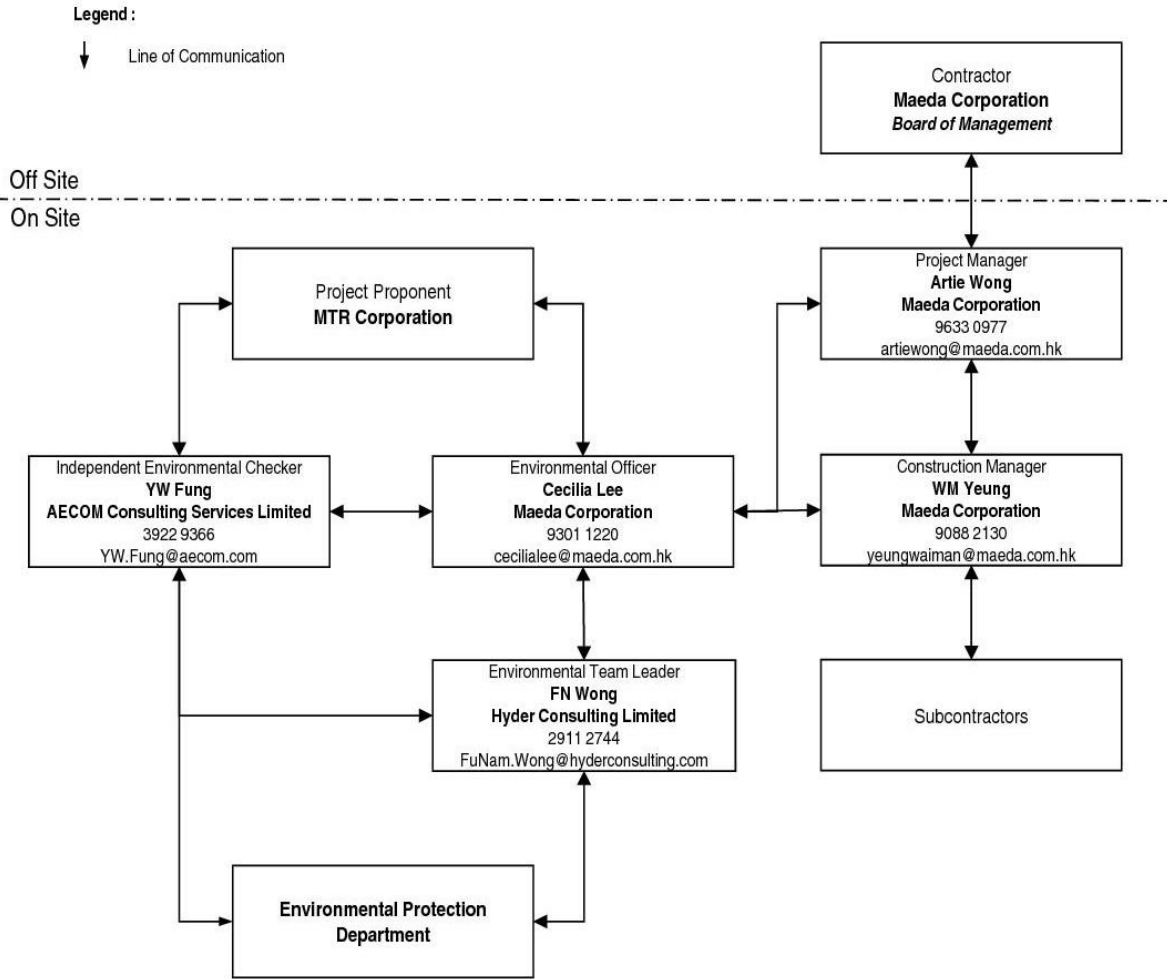 Legend :
Line of Communication
Contractor
Maeda Corporation
Board of Management
Off Site
On Site
Project Proponent
MTR Corporation
Project Manager
Artie Wong
Maeda Corporation
9633 0977
artiewong@maeda.com.hk
Independent Environmental Checker
YW Fung
AECOM Consulting Services Limited
3922 9366
YW.Fung@aecom.com
Environmental Officer
Cecilia Lee
Maeda Corporation
9301 1220
cecilialee@maeda.com.hk
Construction Manager
WM Yeung
Maeda Corporation
9088 2130
yeungwaiman@maeda.com.hk
Environmental Team Leader
FN Wong
Hyder Consulting Limited
2911 2744
FuNam.Wong@hyderconsulting.com
Subcontractors
Environmental Protection
Department